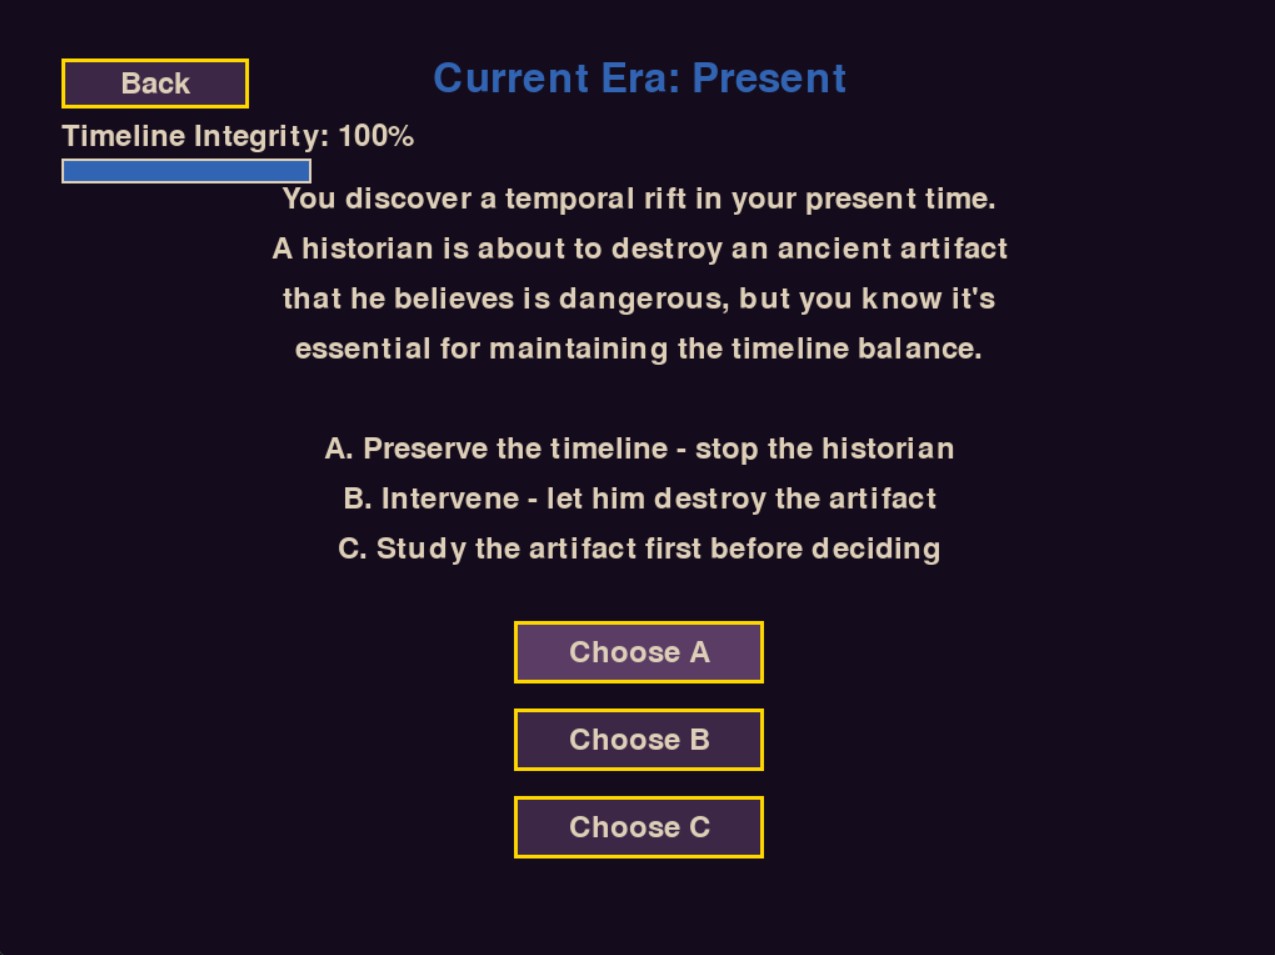 Back
Current Era: Present
Timeline Integrity: 100%
You discover a temporal rift in your present time.
A historian is about to destroy an ancient artifact
that he believes is dangerous, but you know it's
essential for maintaining the timeline balance.
A. Preserve the timeline - stop the historian
B. Intervene - let him destroy the artifact
C. Study the artifact first before deciding
Choose A
Choose B
Choose C